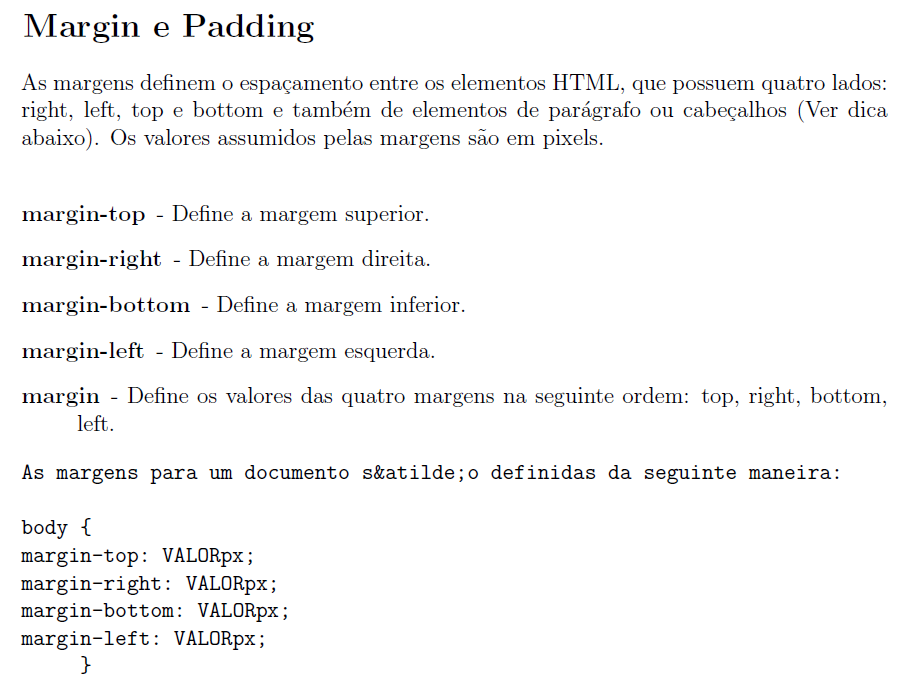 Margin e Padding
As margens definem o espaçamento entre os elementos HTML, que possuem quatro lados:
right, left, top e bottom e também de elementos de parágrafo ou cabeçalhos (Ver dica
abaixo). Os valores assumidos pelas margens são em pixels.
margin-top - Define a margem superior.
margin-right - Define a margem direita.
margin-bottom - Define a margem inferior.
margin-left - Define a margem esquerda.
margin - Define os valores das quatro margens na seguinte ordem: top, right, bottom,
left.
As margens para um documento s&atilde;o definidas da seguinte maneira:
body {
margin-top: VALORpx;
margin-right: VALORpx;
margin-bottom: VALORpx;
margin-left: VALORpx;
}